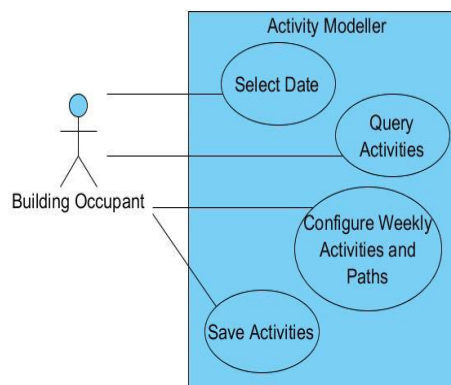 Activity Modeller
Select Date
Query
Activities
Building Occupant
Configure Weekly
Activities and
Paths
Save Activities